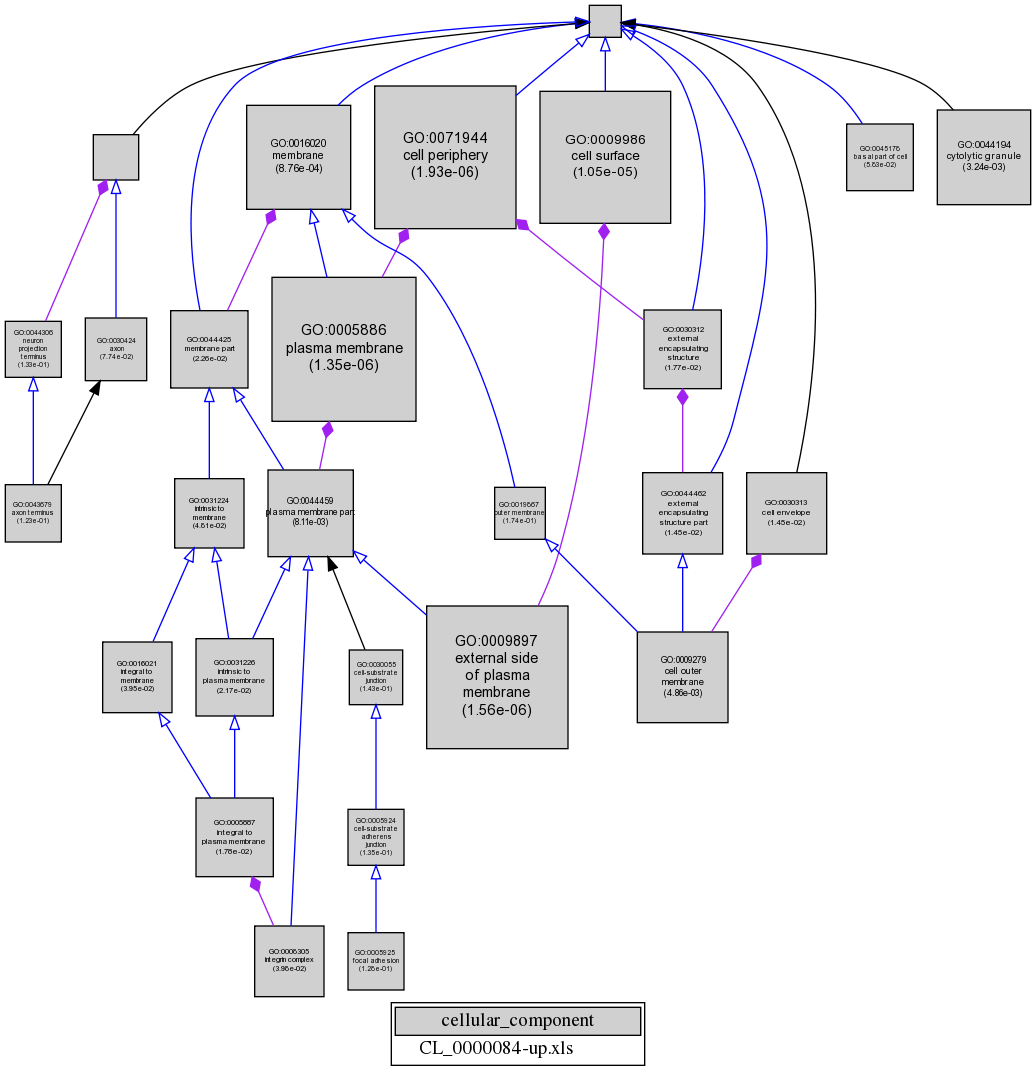 GO:0071944
cell periphery
(1.93e-06)
GO:0009986
cell surface
(1.05e-05)
GO:0016020
membrane
(8.76e-04)
GO:0045178
basal part of cell
(5.63e-02)
GO:0044194
cytolytic granule
(3.24e-03)
GO:0005886
plasma membrane
(1.35e-06)
GO:0044306
neuron
projection
terminus
(1.33e-01)
GO:0030424
axon
(7.74e-02)
GO:0044425
membrane part
(2.26e-02)
GO:0030312
external
encapsulating
structure
(1.77e-02)
GO:0043679
axon terminus
(1.23e-01)
GO:0031224
intrinsic to
membrane
(4.61e-02)
GO:0044459
plasma membrane part
(8.11e-03)
GO:0019867
outer membrane
(1.74e-01)
GO:0044462
external
encapsulating
structure part
(1.45e-02)
GO:0030313
cell envelope
(1.45e-02)
GO:0016021
integral to
membrane
(3.95e-02)
GO:0031226
intrinsic to
plasma membrane
(2.17e-02)
GO:0030055
cell-substrate
junction
(1.43e-01)
GO:0009897
external side
of plasma
membrane
(1.56e-06)
GO:0009279
cell outer
membrane
(4.86e-03)
GO:0005887
integral to
plasma membrane
(1.78e-02)
GO:0005924
cell-substrate
adherens
junction
(1.35e-01)
GO:0008305
integrin complex
(3.96e-02)
GO:0005925
focal adhesion
(1.26e-01)
cellular_component
CL_0000084-up.xls